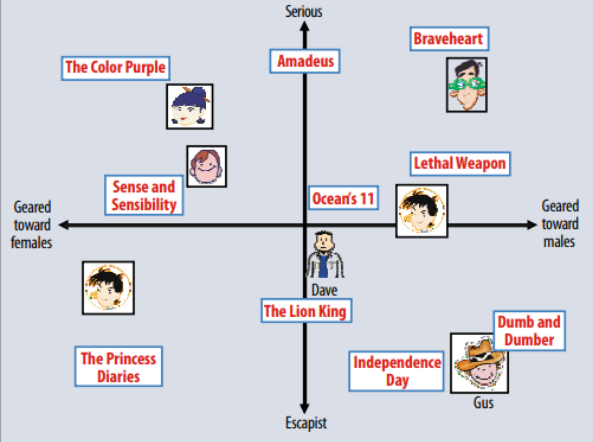 Serious
Braveheart
Amadeus
The Color Purple
Lethal Weapon
Sense and
Sensibility
Ocean's 11
Geared
toward
females
Geared
toward
males
Dave
The Lion King
Dumb and
Dumber
The Princess
Diaries
Independence
Day
Gus
Escapist